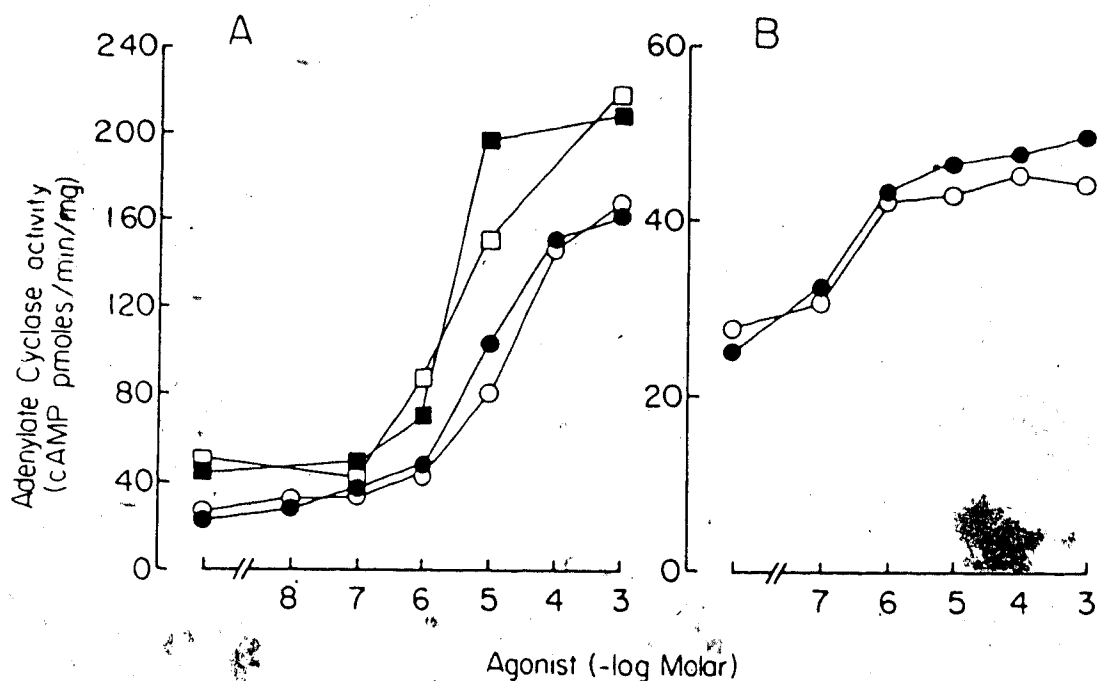 A
B
240
200
160
120
80
40
0
60
40
20
0
Adenylate Cyclase activity
(cAMP pmoles/min/mg)
8 7 6 5 4 3
7 6 5 4 3
Agonist (-log Molar)